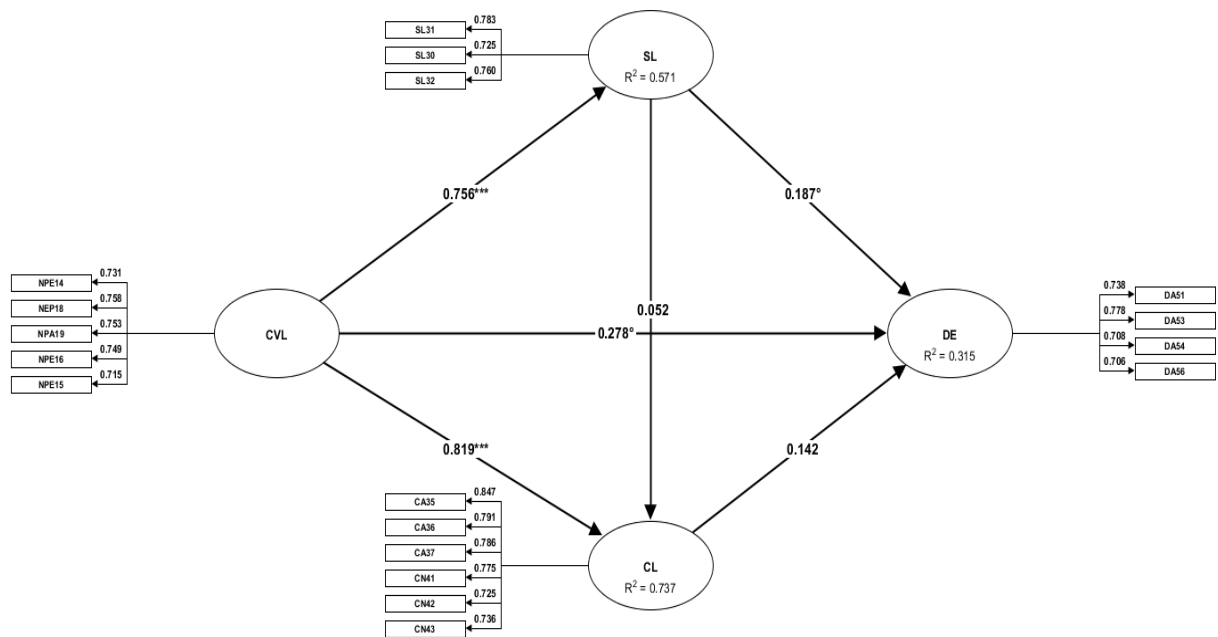 0.783
SL31
0.725
SL30
0.760
SL32
SL
R² = 0.571
0.756***
0.187°
0.052
0.731
NPE14
0.758
NEP18
0.753
NPA19
0.749
NPE16
0.715
NPE15
CVL
0.278°
DE
R² = 0.315
0.738
DA51
0.778
DA53
0.708
DA54
0.706
DA56
0.819***
0.142
0.847
CA35
0.791
CA36
0.786
CA37
0.775
CN41
0.725
CN42
0.736
CN43
CL
R² = 0.737